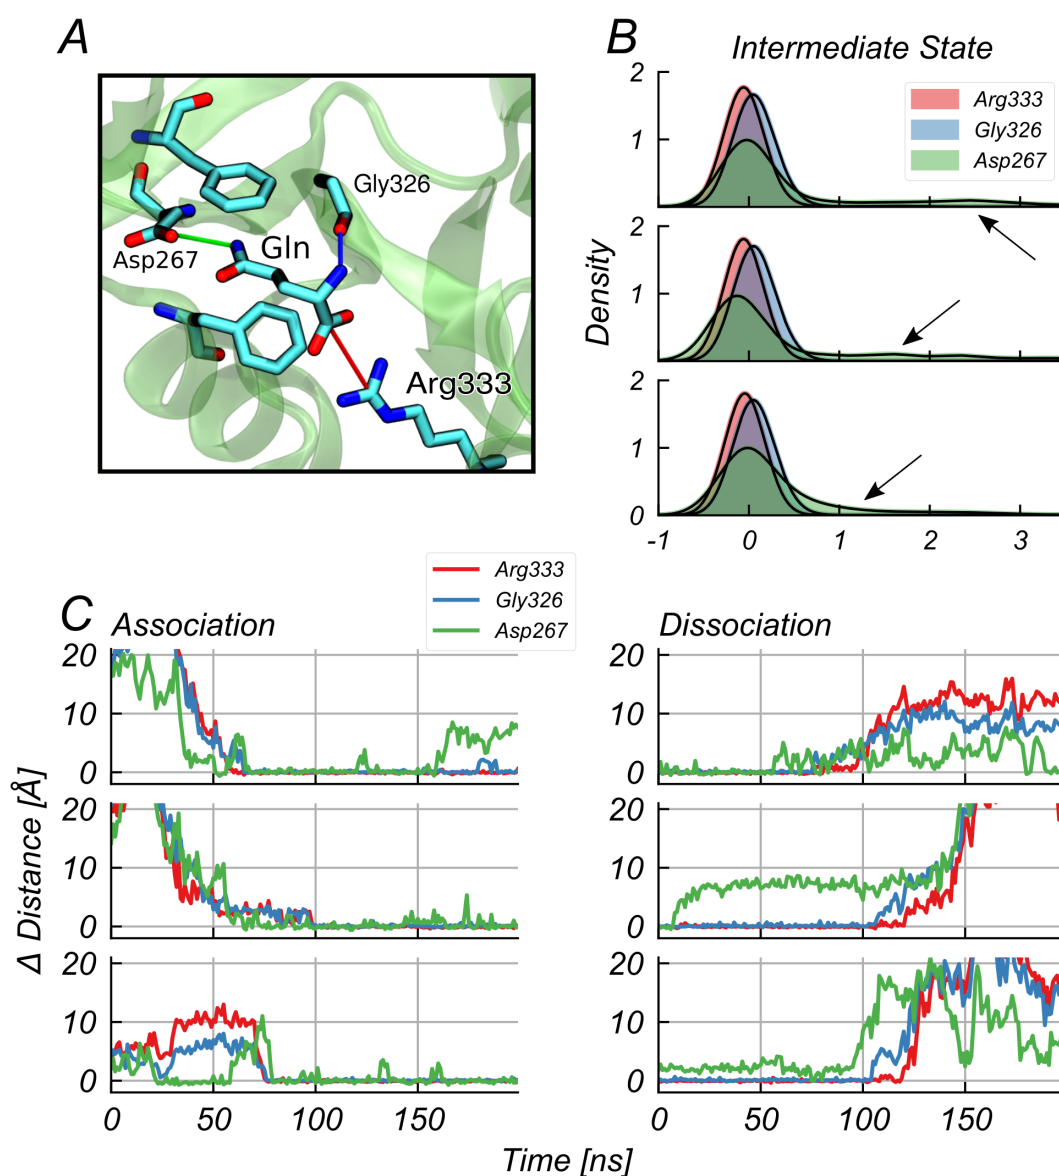 A
Gly326
Gln
Asp267
Arg333
B
Intermediate State
Arg333
Gly326
Asp267
Density
2
1
2
1
2
1
0
-1 0 1 2 3
C
Arg333
Gly326
Asp267
Association
Dissociation
Δ Distance [Å]
20
10
0
20
10
0
20
10
0
0 50 100 150
20
10
0
20
10
0
20
10
0
0 50 100 150
Time [ns]